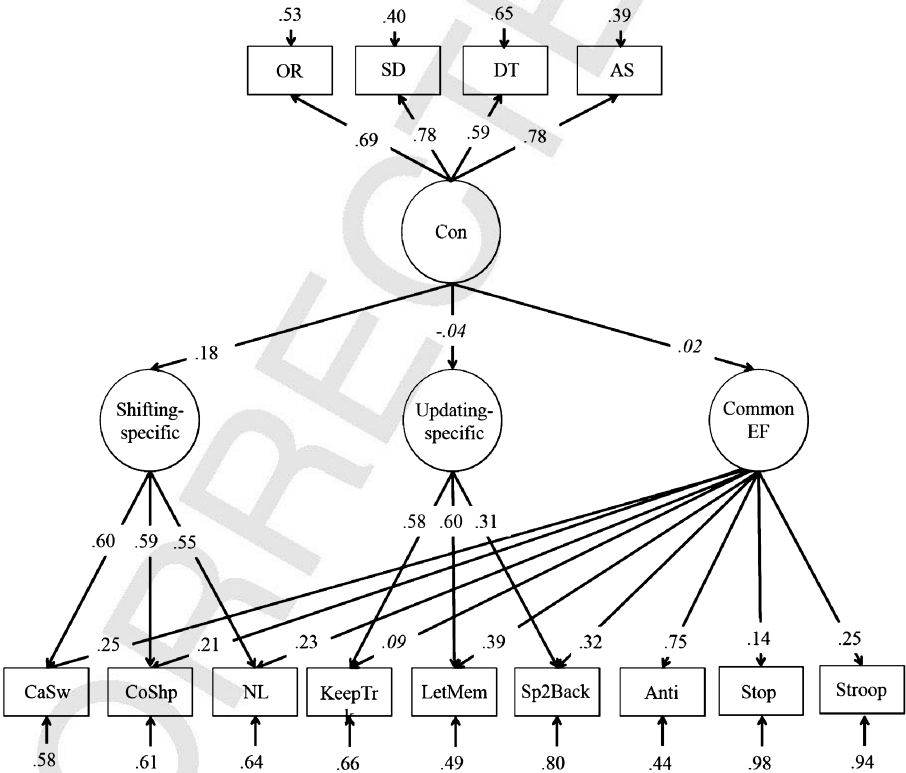 .53 .40 .65 .39
OR SD DT AS
.69 .78 .59 .78
Con
.18 -.04 .02
Shifting-
specific
Updating-
specific
Common
EF
.60 .59 .55 .58 .60 .31
.25 .21 .23 .09 .39 .32 .75 .14 .25
CaSw CoShp NL KeepTr LetMem Sp2Back Anti Stop Stroop
.58 .61 .64 .66 .49 .80 .44 .98 .94
ORRECTE